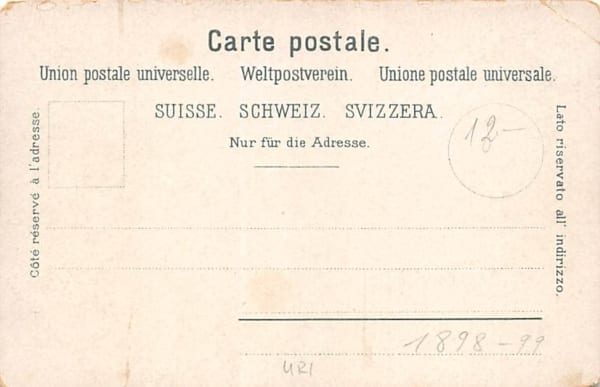 Carte postale.
Union postale universelle. Weltpostverein. Unione postale universale.
SUISSE. SCHWEIZ. SVIZZERA.
Nur für die Adresse.
Côté réservé à l'adresse.
Lato riservato all' indirizzo.
12.-
1898-99
URI